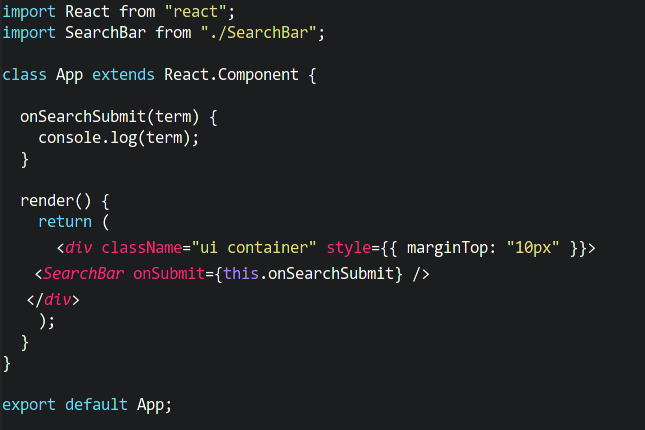 import React from "react";
import SearchBar from "./SearchBar";

class App extends React.Component {

  onSearchSubmit(term) {
    console.log(term);
  }

  render() {
    return (
      <div className="ui container" style={{ marginTop: "10px" }}>
    <SearchBar onSubmit={this.onSearchSubmit} />
   </div>
    );
  }
}

export default App;